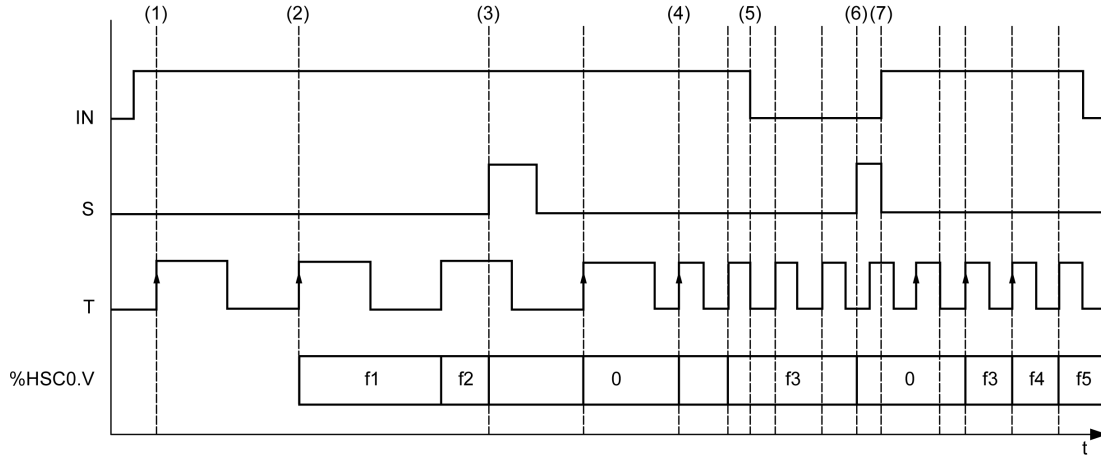 (1) (2) (3) (4) (5) (6) (7)
IN
S
T
%HSC0.V f1 f2 0 f3 0 f3 f4 f5
t